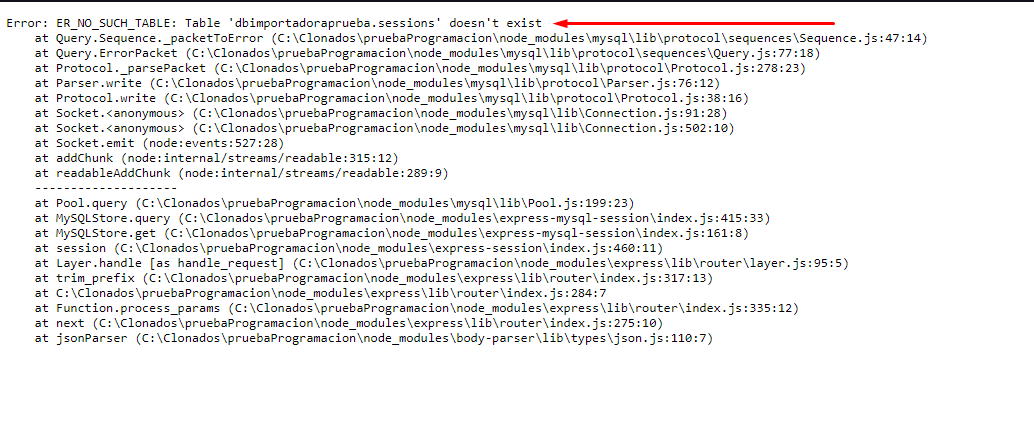 Error: ER_NO_SUCH_TABLE: Table 'dbimportadoraprueba.sessions' doesn't exist
at Query.Sequence._packetToError (C:\Clonados\pruebaProgramacion\node_modules\mysql\lib\protocol\sequences\Sequence.js:47:14)
at Query.ErrorPacket (C:\Clonados\pruebaProgramacion\node_modules\mysql\lib\protocol\sequences\Query.js:77:18)
at Protocol._parsePacket (C:\Clonados\pruebaProgramacion\node_modules\mysql\lib\protocol\Protocol.js:278:23)
at Parser.write (C:\Clonados\pruebaProgramacion\node_modules\mysql\lib\protocol\Parser.js:76:12)
at Protocol.write (C:\Clonados\pruebaProgramacion\node_modules\mysql\lib\protocol\Protocol.js:38:16)
at Socket.<anonymous> (C:\Clonados\pruebaProgramacion\node_modules\mysql\lib\Connection.js:91:28)
at Socket.<anonymous> (C:\Clonados\pruebaProgramacion\node_modules\mysql\lib\Connection.js:502:10)
at Socket.emit (node:events:527:28)
at addChunk (node:internal/streams/readable:315:12)
at readableAddChunk (node:internal/streams/readable:289:9)
--------------------
at Pool.query (C:\Clonados\pruebaProgramacion\node_modules\mysql\lib\Pool.js:199:23)
at MySQLStore.query (C:\Clonados\pruebaProgramacion\node_modules\express-mysql-session\index.js:415:33)
at MySQLStore.get (C:\Clonados\pruebaProgramacion\node_modules\express-mysql-session\index.js:161:8)
at session (C:\Clonados\pruebaProgramacion\node_modules\express-session\index.js:460:11)
at Layer.handle [as handle_request] (C:\Clonados\pruebaProgramacion\node_modules\express\lib\router\layer.js:95:5)
at trim_prefix (C:\Clonados\pruebaProgramacion\node_modules\express\lib\router\index.js:317:13)
at C:\Clonados\pruebaProgramacion\node_modules\express\lib\router\index.js:284:7
at Function.process_params (C:\Clonados\pruebaProgramacion\node_modules\express\lib\router\index.js:335:12)
at next (C:\Clonados\pruebaProgramacion\node_modules\express\lib\router\index.js:275:10)
at jsonParser (C:\Clonados\pruebaProgramacion\node_modules\body-parser\lib\types\json.js:110:7)